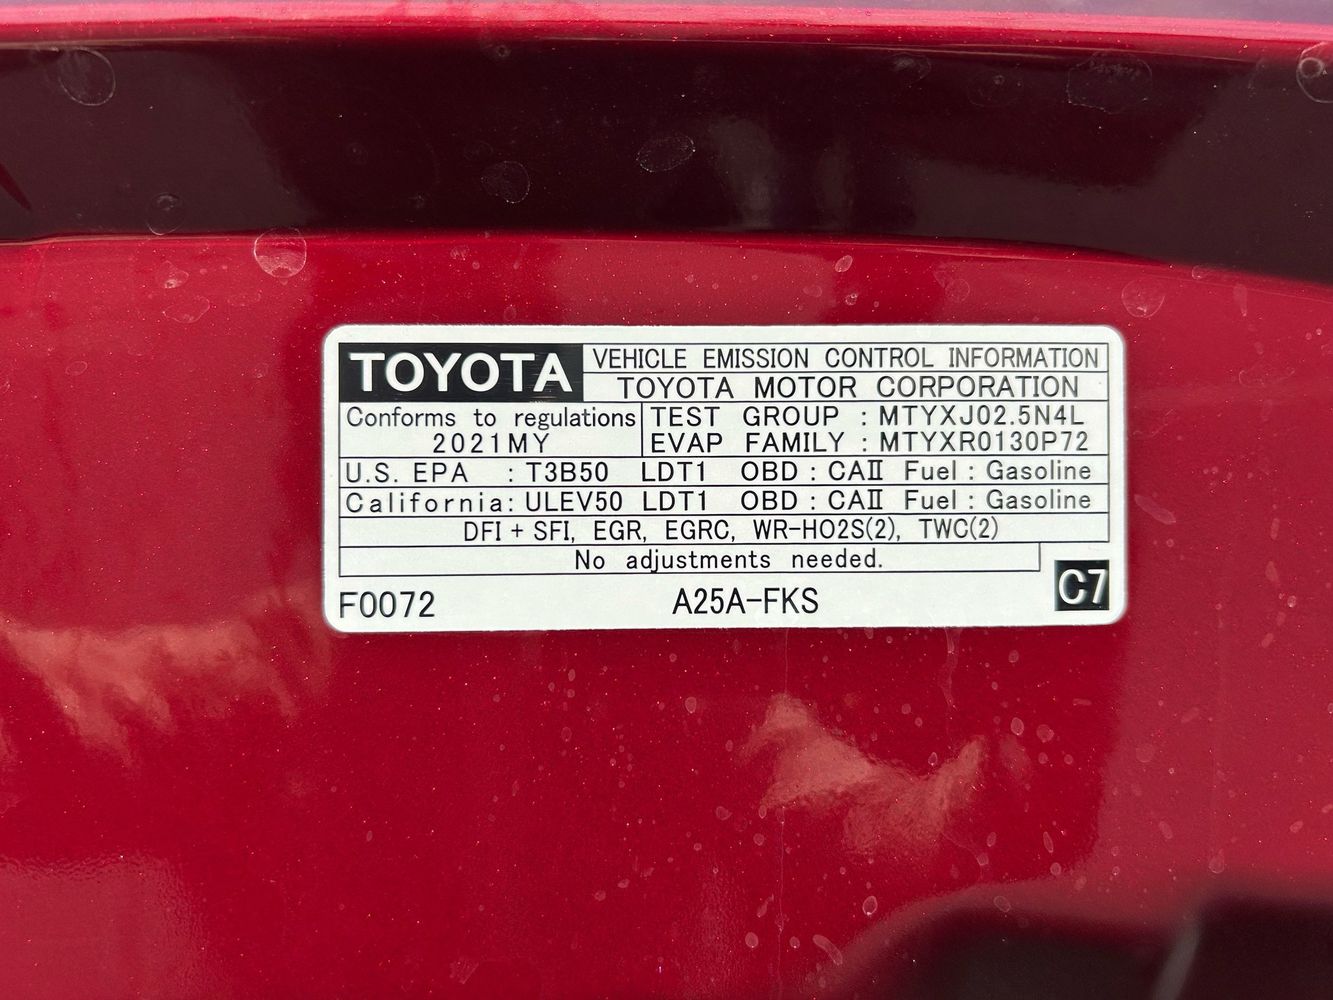 TOYOTA VEHICLE EMISSION CONTROL INFORMATION
TOYOTA MOTOR CORPORATION
Conforms to regulations TEST GROUP : MTYXJ02.5N4L
2021MY EVAP FAMILY : MTYXR0130P72
U.S. EPA : T3B50 LDT1 OBD : CAⅡ Fuel : Gasoline
California : ULEV50 LDT1 OBD : CAⅡ Fuel : Gasoline
DFI + SFI, EGR, EGRC, WR-HO2S(2), TWC(2)
No adjustments needed.
F0072 A25A-FKS C7